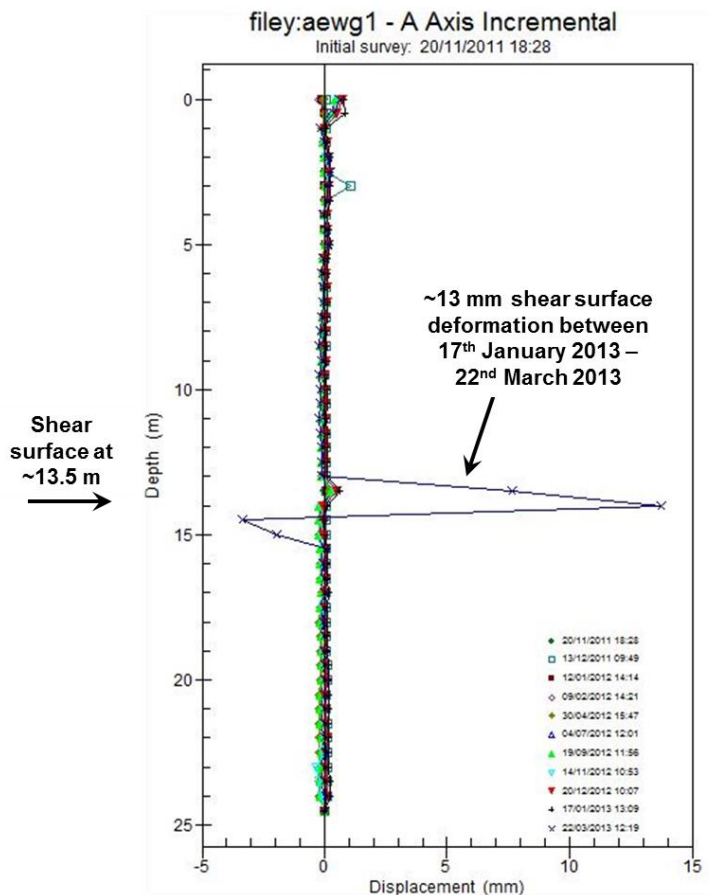 filey:aewg1 - A Axis Incremental
Initial survey: 20/11/2011 18:28
0
5
10
15
20
25
Depth (m)
Shear
surface at
~13.5 m
~13 mm shear surface
deformation between
17th January 2013 –
22nd March 2013
20/11/2011 18:28
13/12/2011 09:49
12/01/2012 14:14
09/02/2012 14:21
30/04/2012 15:47
04/07/2012 12:01
19/09/2012 11:56
14/11/2012 10:53
20/12/2012 10:07
17/01/2013 13:09
22/03/2013 12:19
-5 0 5 10 15
Displacement (mm)